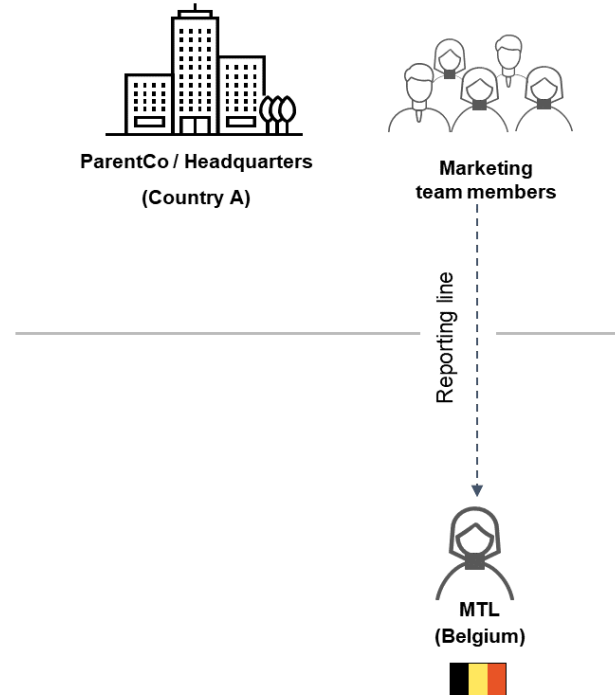 ParentCo / Headquarters
(Country A)
Marketing
team members
Reporting line
MTL
(Belgium)